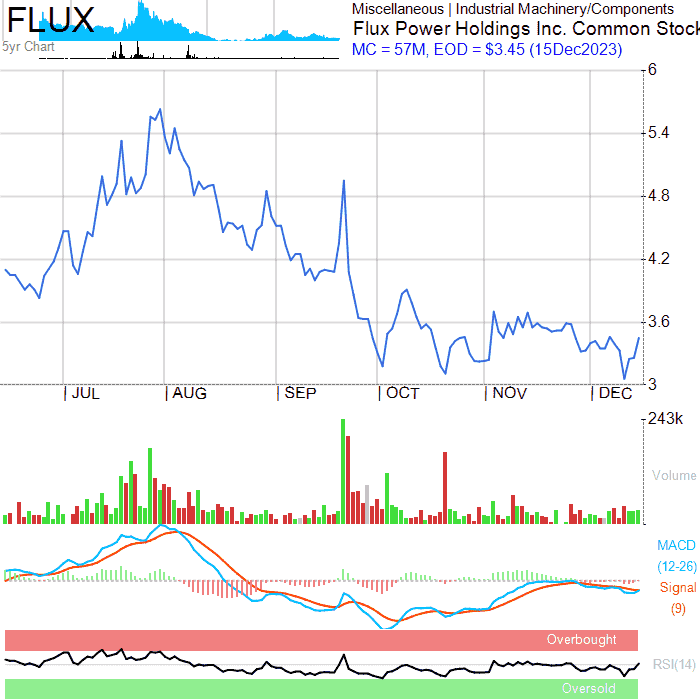 FLUX
5yr Chart
Miscellaneous | Industrial Machinery/Components
Flux Power Holdings Inc. Common Stock
MC = 57M, EOD = $3.45 (15Dec2023)
6
5.4
4.8
4.2
3.6
3
JUL AUG SEP OCT NOV DEC
243k
Volume
MACD
(12-26)
Signal
(9)
Overbought
RSI(14)
Oversold